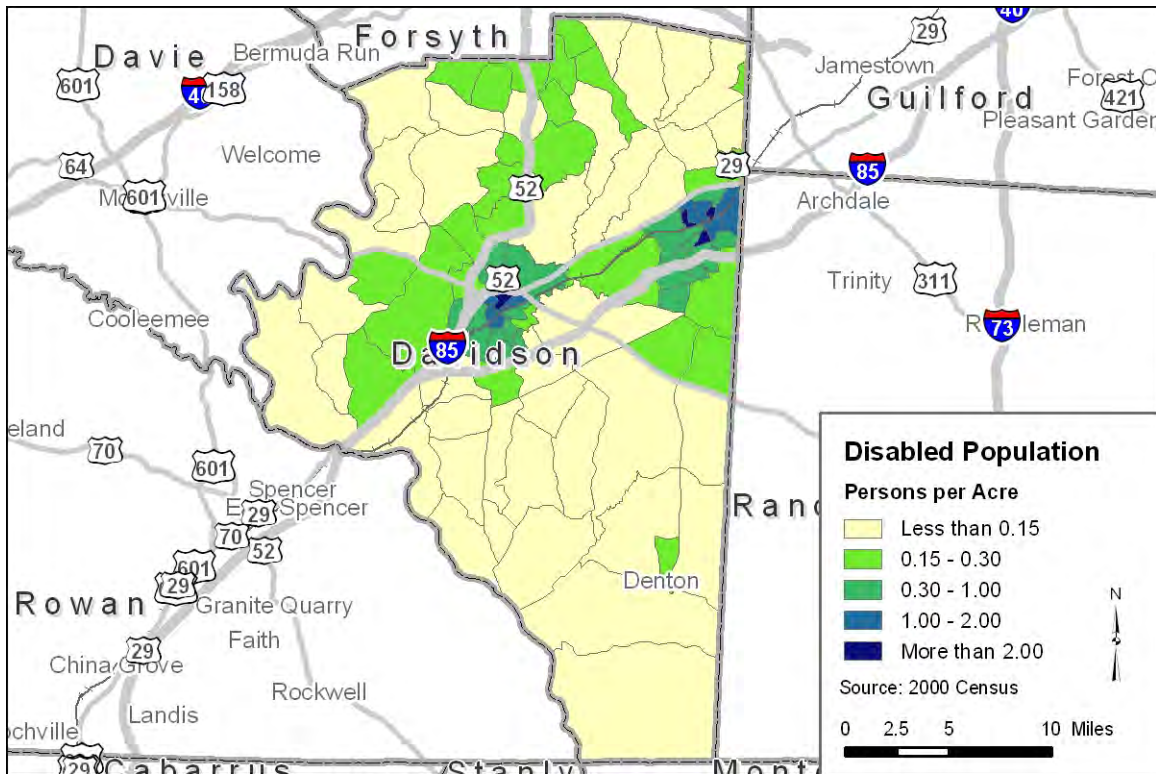 Forsyth
Davie
Bermuda Run
40
29
601
158
Jamestown
Guilford
421
Pleasant Garden
Welcome
64
601
52
29
85
Archdale
Trinity
311
52
Cooleemee
73
85
Davidson
70
601
Spencer
29
70
52
601
29
Denton
Rowan
Granite Quarry
Faith
29
China Grove
Rockwell
Landis
29
Cabarrus
Stanly
Disabled Population
Persons per Acre
Less than 0.15
0.15 - 0.30
0.30 - 1.00
1.00 - 2.00
More than 2.00
N
Source: 2000 Census
0 2.5 5 10 Miles